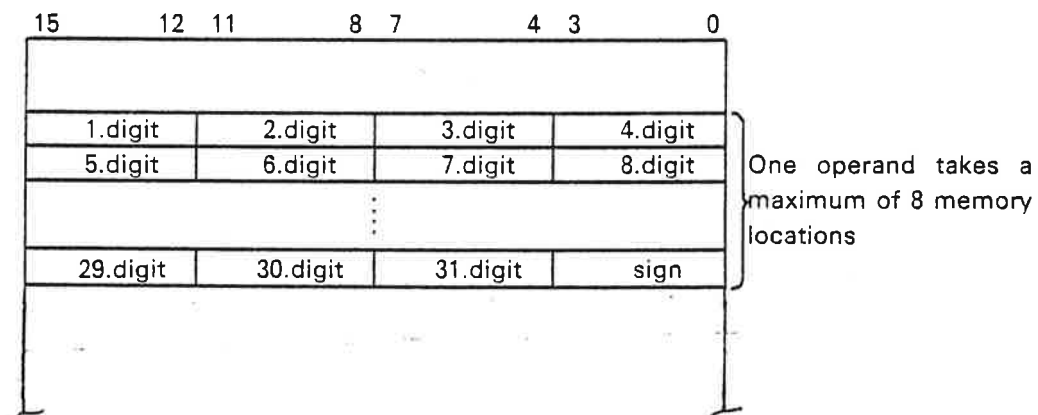 15 12 11 8 7 4 3 0
1.digit 2.digit 3.digit 4.digit
5.digit 6.digit 7.digit 8.digit
One operand takes a
maximum of 8 memory
locations
29.digit 30.digit 31.digit sign